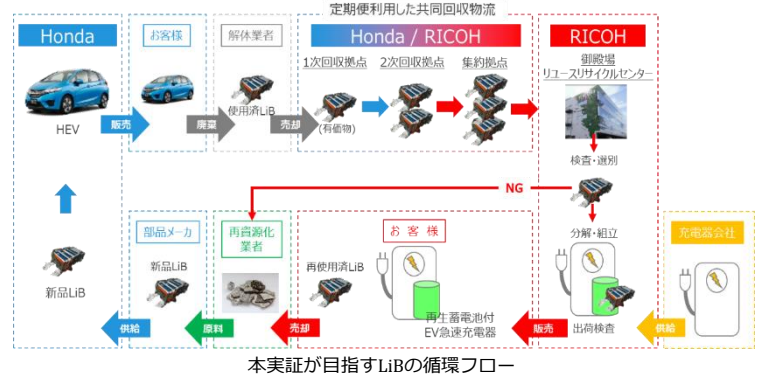 定期便利用した共同回収物流
Honda
お客様
解体業者
Honda / RICOH
RICOH
1次回収拠点
2次回収拠点
集約拠点
御殿場
リユースリサイクルセンター
使用済LiB
(有価物)
HEV
販売
廃棄
売却
検査・選別
NG
部品メーカ
再資源化
業者
お客様
分解・組立
充電器会社
新品LiB
新品LiB
再使用済LiB
再生蓄電池付
EV急速充電器
出荷検査
供給
原料
売却
販売
供給
本実証が目指すLiBの循環フロー